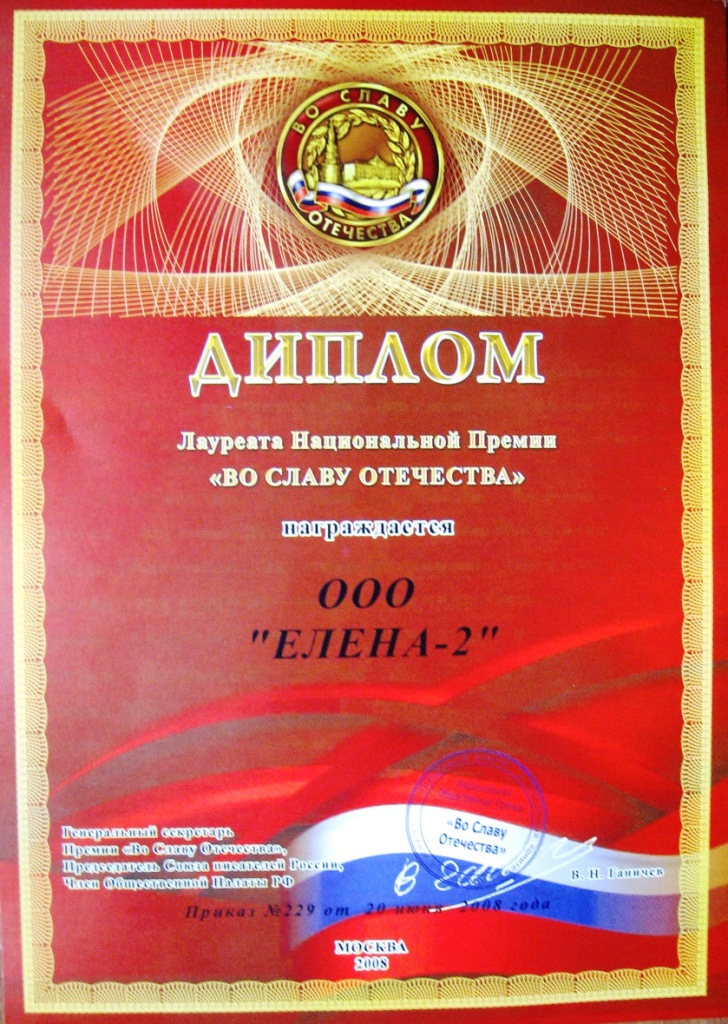 ВО СЛАВУ
ОТЕЧЕСТВА
ДИПЛОМ
Лауреата Национальной Премии
«ВО СЛАВУ ОТЕЧЕСТВА»
награждается
ООО
"ЕЛЕНА-2"
«Во Славу
Отечества»
Генеральный секретарь
Премии «Во Славу Отечества»,
Председатель Союза писателей России,
Член Общественной Палаты РФ
В. Н. Ганичев
Приказ №229 от 20 июня 2008 года
МОСКВА
2008